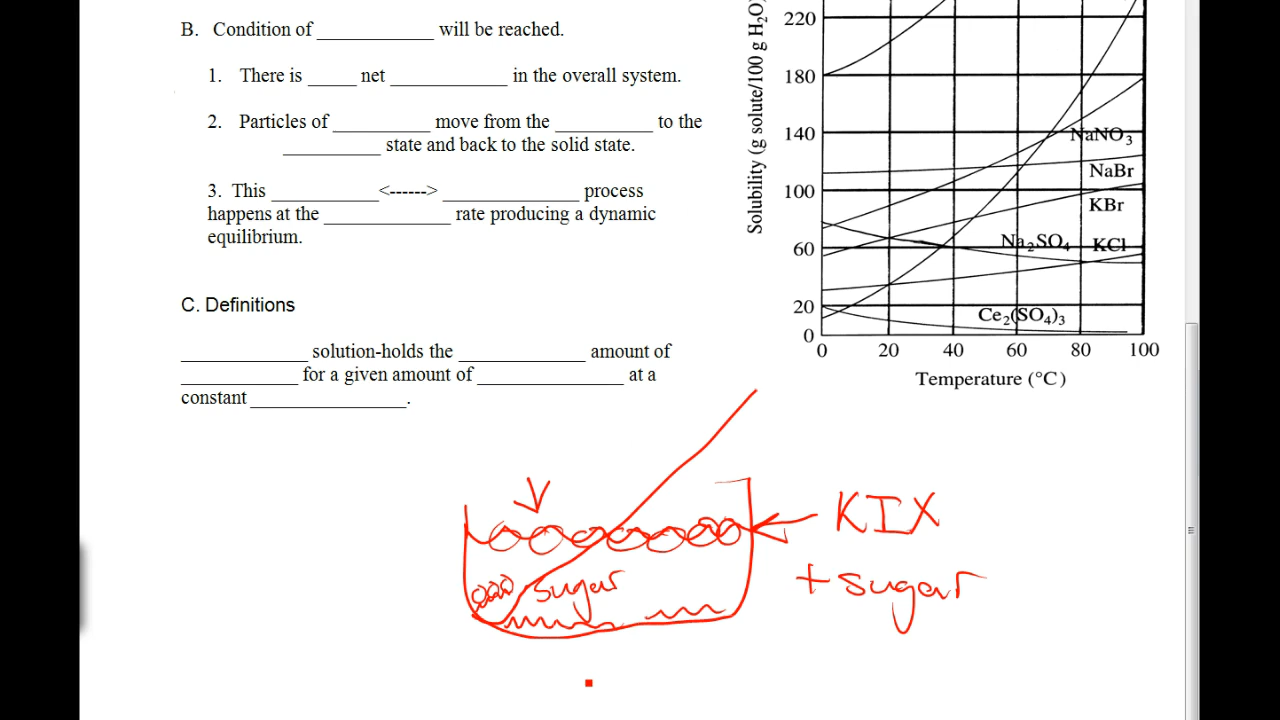 B. Condition of ____________ will be reached.
1. There is _____ net ____________ in the overall system.
2. Particles of __________ move from the __________ to the
__________ state and back to the solid state.
3. This ___________ <------> ______________ process
happens at the _____________ rate producing a dynamic
equilibrium.
C. Definitions
_____________ solution-holds the _____________ amount of
____________ for a given amount of _______________ at a
constant ________________.
Solubility (g solute/100 g H₂O)
220
180
140
100
60
20
0
NaNO₃
NaBr
KBr
Na₂SO₄ KCl
Ce₂(SO₄)₃
0 20 40 60 80 100
Temperature (°C)
KIX
+ sugar
sugar